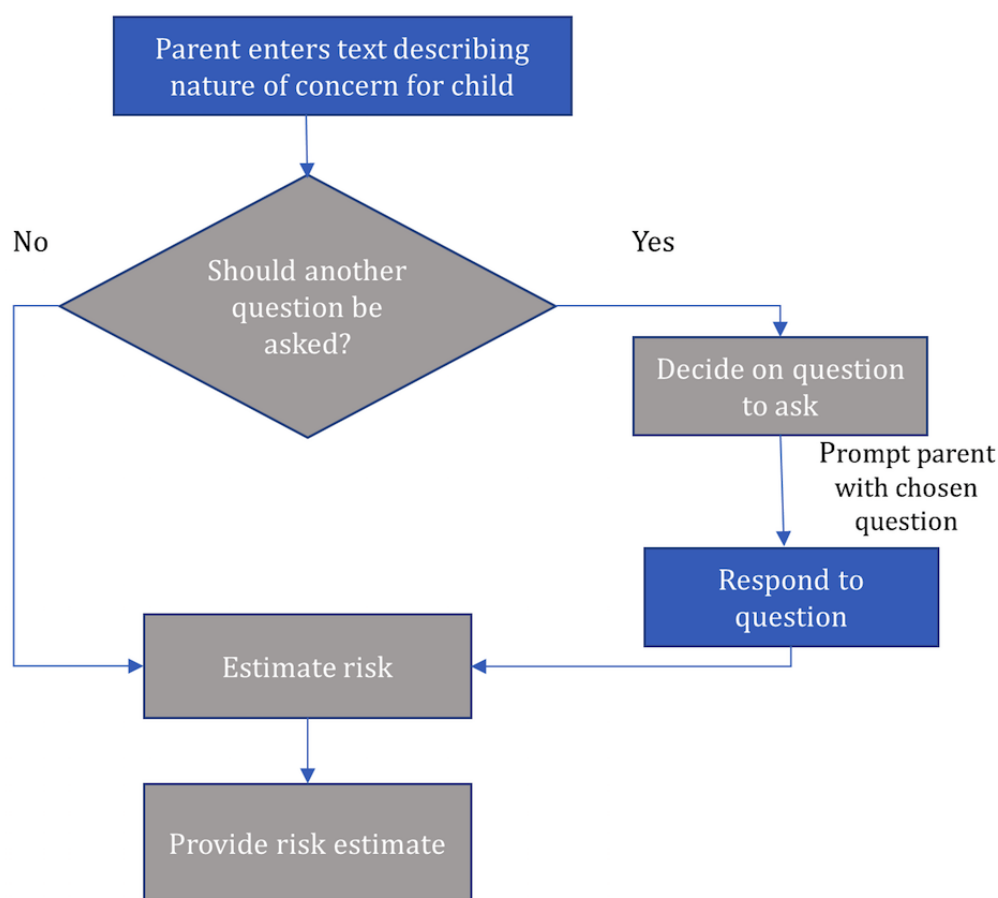 Parent enters text describing
nature of concern for child
No
Yes
Should another
question be
asked?
Decide on question
to ask
Prompt parent
with chosen
question
Respond to
question
Estimate risk
Provide risk estimate